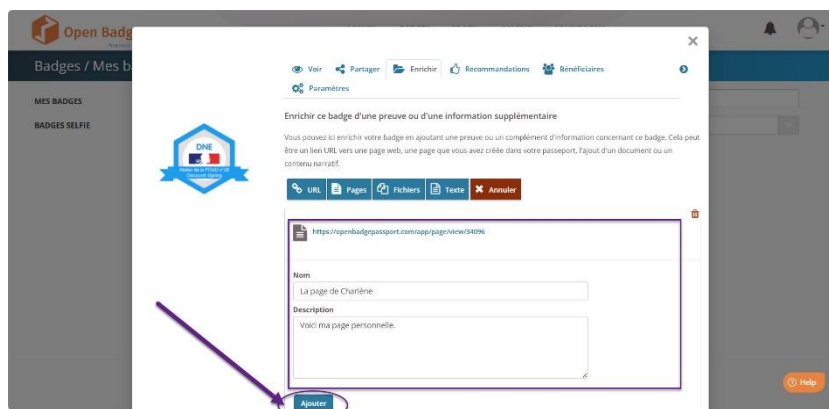 Open Badg
Badges / Mes b
MES BADGES
BADGES SELFIE
Voir Partager Enrichir Recommandations Bénéficiaires
Paramètres
Enrichir ce badge d'une preuve ou d'une information supplémentaire
Vous pouvez ici enrichir votre badge en ajoutant une preuve ou un complément d'information concernant ce badge. Cela peut
être un lien URL vers une page web, une page que vous avez créée dans votre passeport, l'ajout d'un document ou un
contenu narratif.
DNE
URL Pages Fichiers Texte Annuler
https://openbadgepassport.com/app/page/view/34096
Nom
La page de Charlène
Description
Voici ma page personnelle.
Ajouter
Help